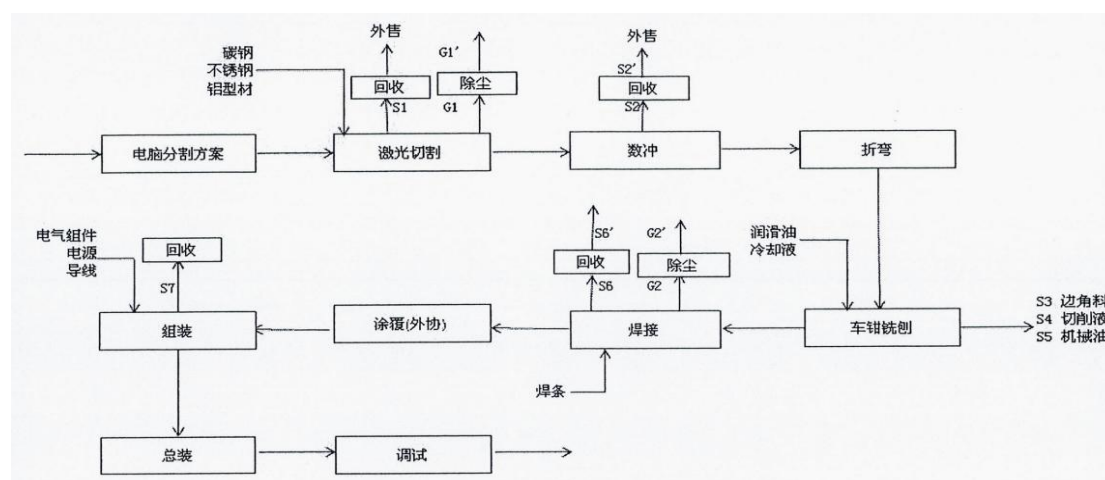 外售
G1'
碳钢
不锈钢
铝型材
回收
除尘
S1
G1
外售
S2'
回收
S2
电脑分割方案
激光切割
数冲
折弯
电气组件
电源
导线
回收
S7
S6'
G2'
回收
除尘
S6
G2
润滑油
冷却液
组装
涂覆(外协)
焊接
车钳铣刨
S3 边角料
S4 切削液
S5 机械油
焊条
总装
调试